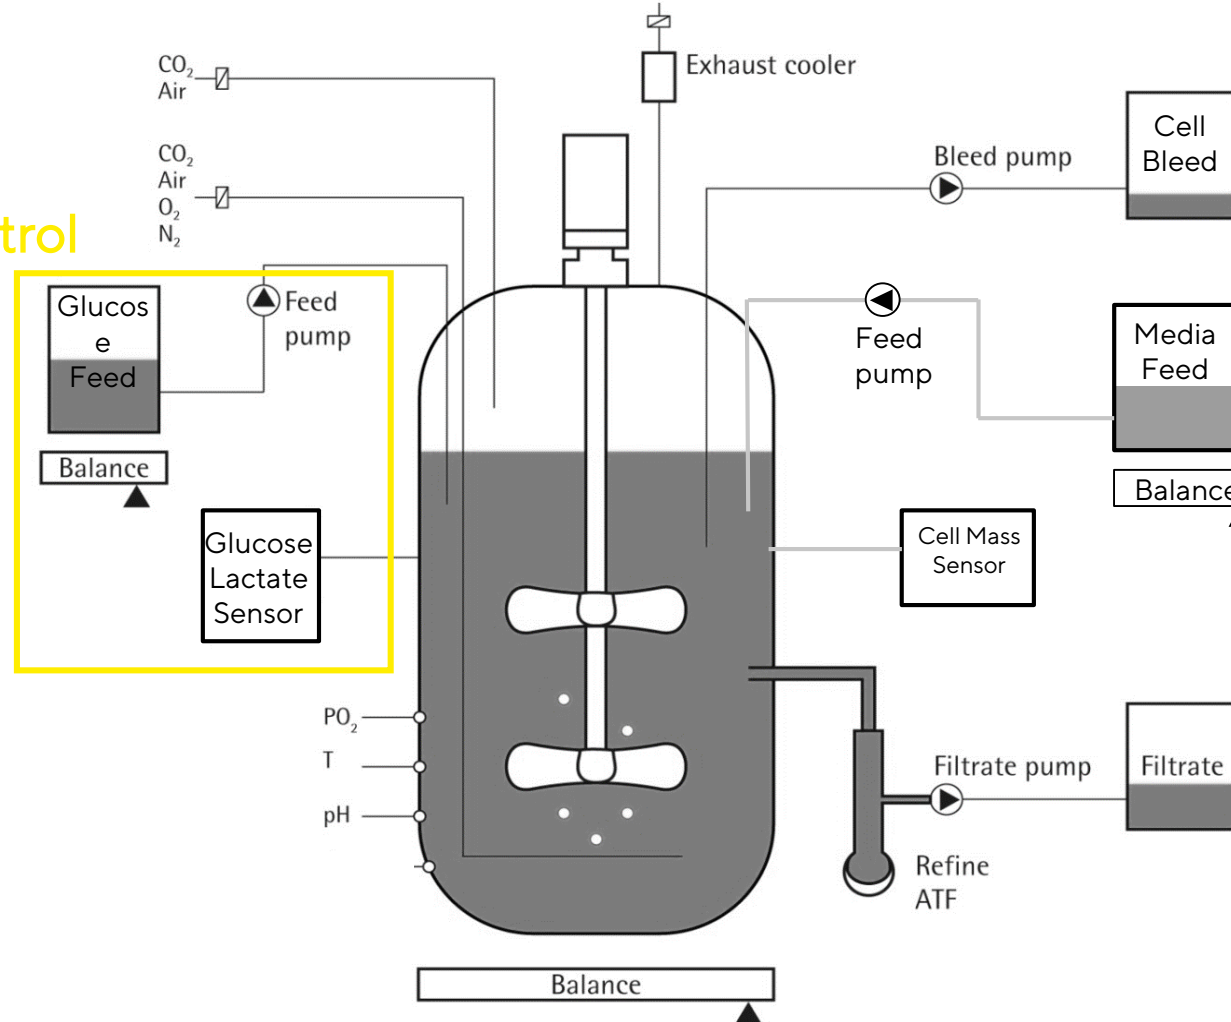 CO2
Air
Exhaust cooler
CO2
Air
O2
N2
Bleed pump
Cell
Bleed
trol
Glucos
e
Feed
Feed
pump
Balance
Feed
pump
Media
Feed
Balance
Glucose
Lactate
Sensor
Cell Mass
Sensor
PO2
T
pH
Filtrate pump
Filtrate
Refine
ATF
Balance